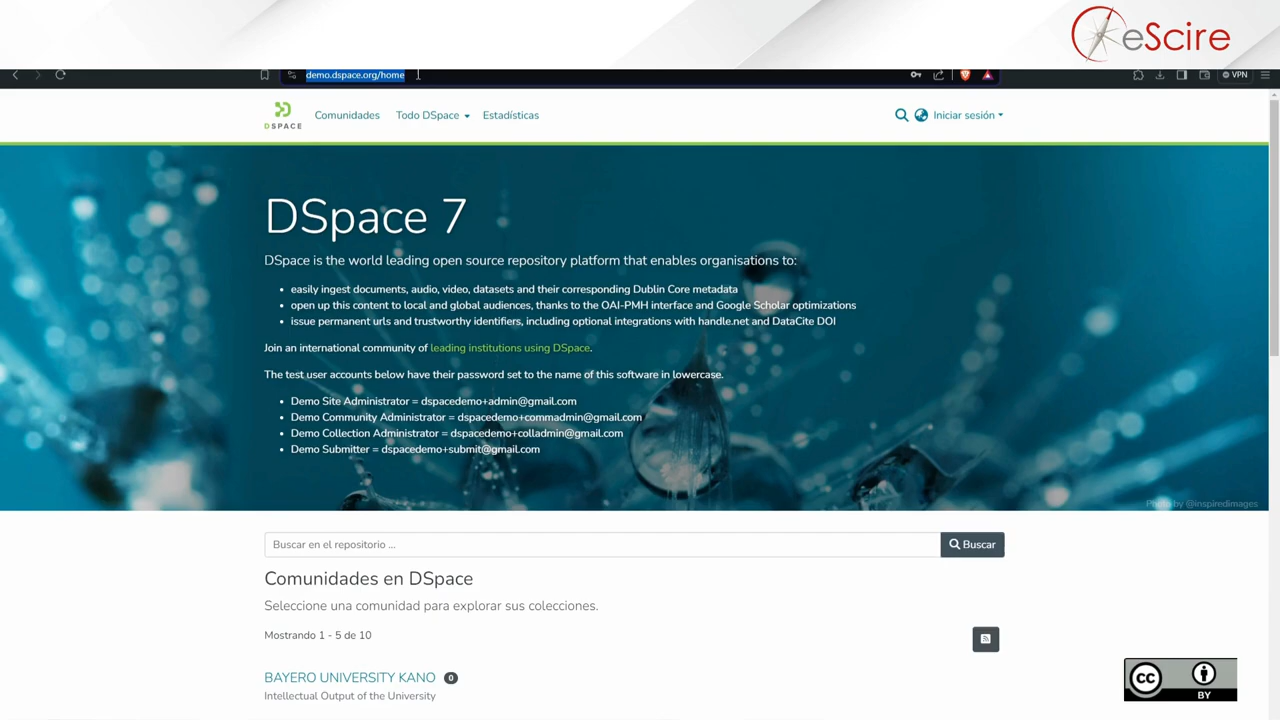 eScire
demo.dspace.org/home
VPN
DSPACE
Comunidades
Todo DSpace
Estadísticas
Iniciar sesión
DSpace 7
DSpace is the world leading open source repository platform that enables organisations to:
easily ingest documents, audio, video, datasets and their corresponding Dublin Core metadata
open up this content to local and global audiences, thanks to the OAI-PMH interface and Google Scholar optimizations
issue permanent urls and trustworthy identifiers, including optional integrations with handle.net and DataCite DOI
Join an international community of leading institutions using DSpace.
The test user accounts below have their password set to the name of this software in lowercase.
Demo Site Administrator = dspacedemo+admin@gmail.com
Demo Community Administrator = dspacedemo+commadmin@gmail.com
Demo Collection Administrator = dspacedemo+colladmin@gmail.com
Demo Submitter = dspacedemo+submit@gmail.com
Photo by @inspiredimages
Buscar en el repositorio ...
Buscar
Comunidades en DSpace
Seleccione una comunidad para explorar sus colecciones.
Mostrando 1 - 5 de 10
BAYERO UNIVERSITY KANO 0
Intellectual Output of the University
CC
BY